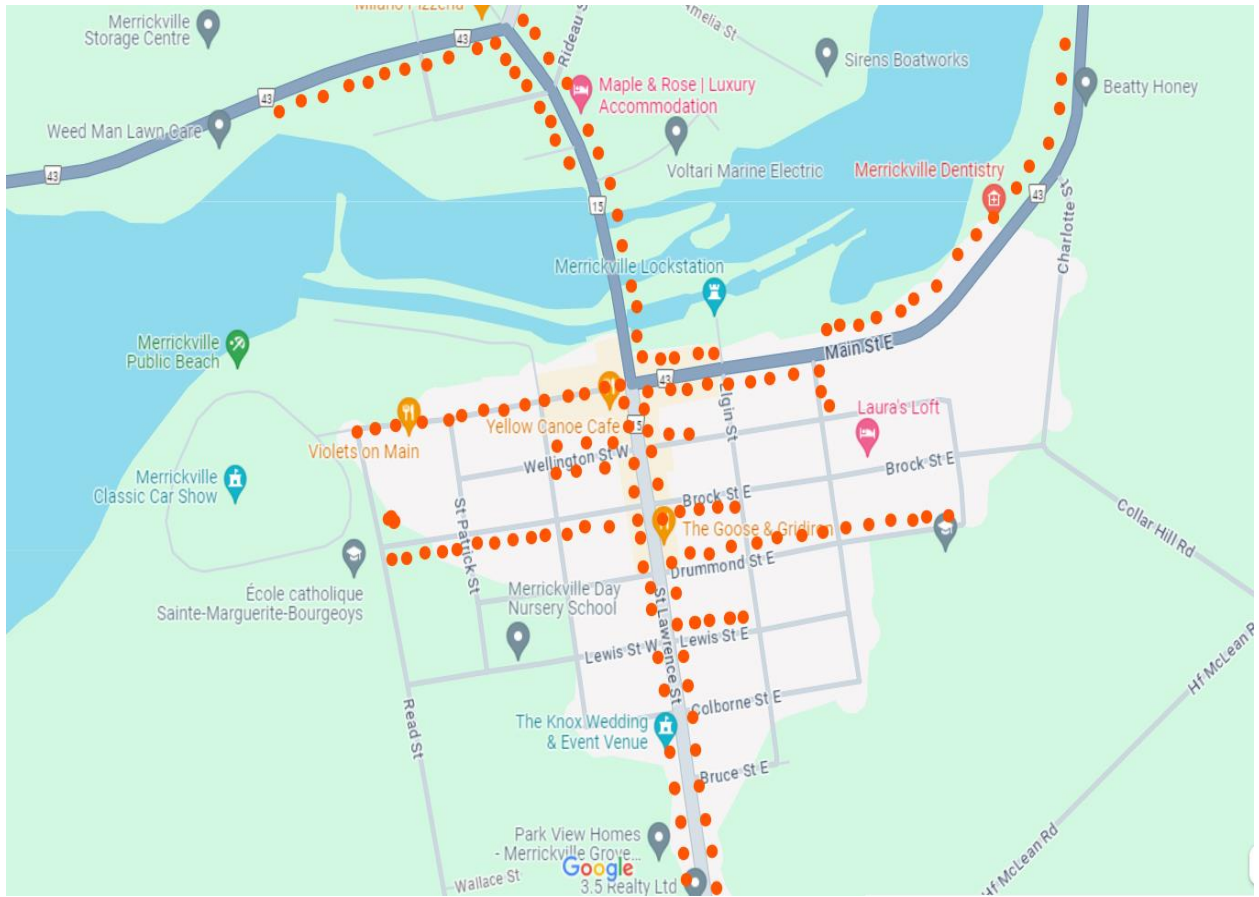 Milano Pizzeria
Merrickville
Storage Centre
43
Rideau St
Amelia St
Sirens Boatworks
Maple & Rose | Luxury
Accommodation
Beatty Honey
43
Weed Man Lawn Care
Voltari Marine Electric
Merrickville Dentistry
43
43
15
Charlotte St
Merrickville Lockstation
Merrickville
Public Beach
Main St E
43
Elgin St
Laura's Loft
Violets on Main
Yellow Canoe Cafe
15
Wellington St W
Brock St E
Merrickville
Classic Car Show
Brock St E
St Patrick St
Collar Hill Rd
The Goose & Gridiron
École catholique
Sainte-Marguerite-Bourgeoys
Merrickville Day
Nursery School
Drummond St E
St Lawrence St
Lewis St W
Lewis St E
Hf McLean Rd
Read St
Colborne St E
The Knox Wedding
& Event Venue
Bruce St E
Park View Homes
- Merrickville Grove...
Google
3.5 Realty Ltd
Wallace St
Hf McLean Rd